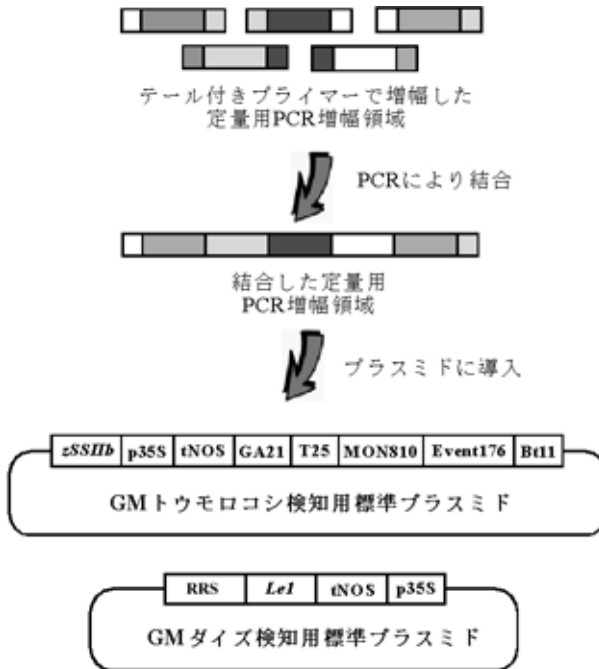 テール付きプライマーで増幅した
定量用PCR増幅領域
PCRにより結合
結合した定量用
PCR増幅領域
プラスミドに導入
zSSIIb p35S tNOS GA21 T25 MON810 Event176 Bt11
GMトウモロコシ検知用標準プラスミド
RRS Le1 tNOS p35S
GMダイズ検知用標準プラスミド